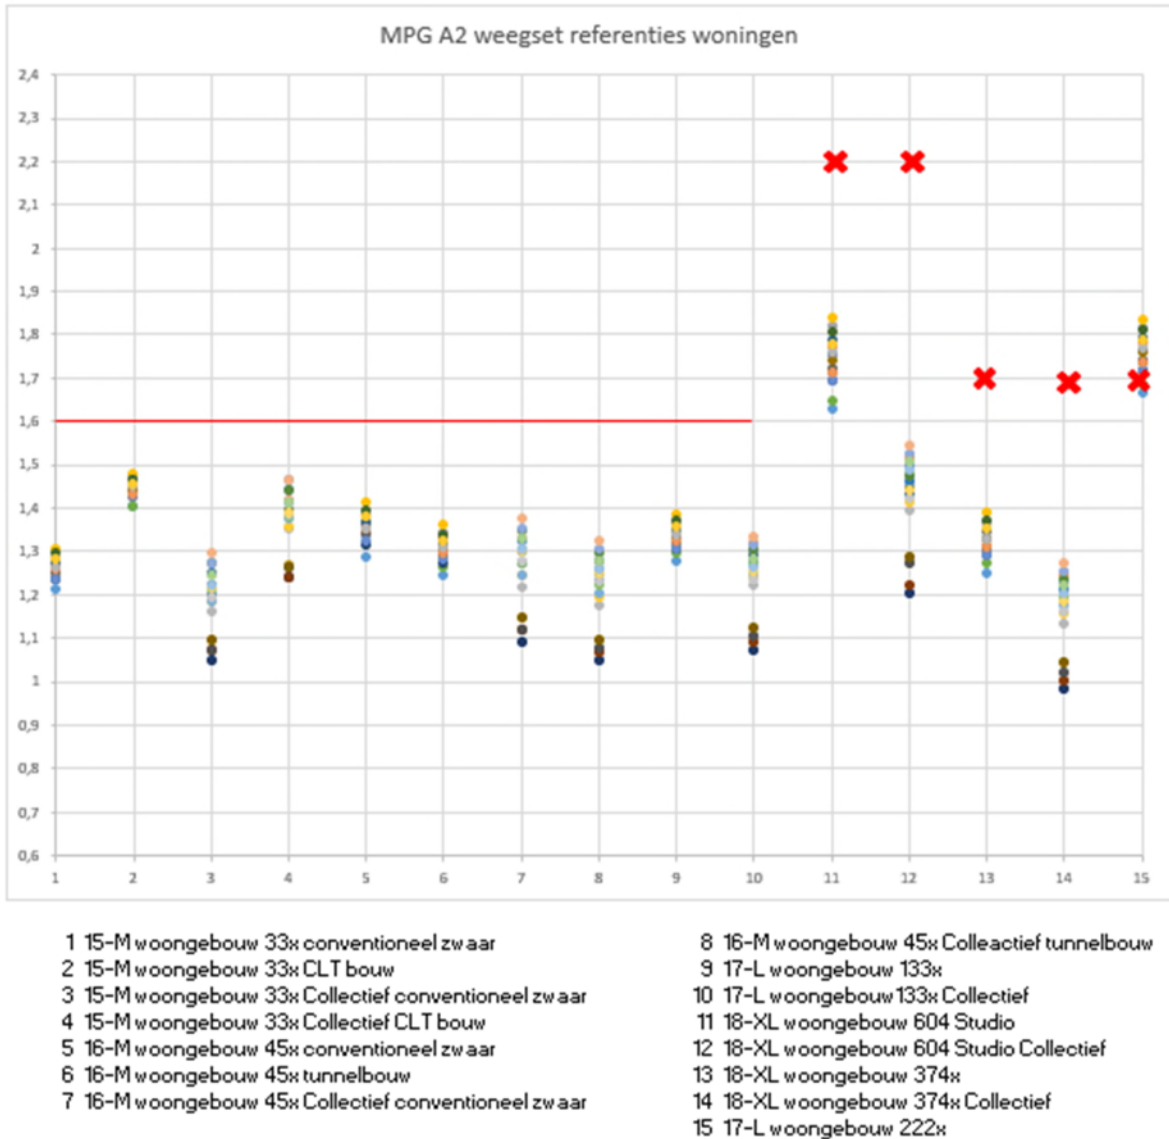 MPG A2 weegset referenties woningen
2,4
2,3
2,2
2,1
2
1,9
1,8
1,7
1,6
1,5
1,4
1,3
1,2
1,1
1
0,9
0,8
0,7
0,6
1 2 3 4 5 6 7 8 9 10 11 12 13 14 15
1 15-M woongebouw 33x conventioneel zwaar
2 15-M woongebouw 33x CLT bouw
3 15-M woongebouw 33x Collectief conventioneel zwaar
4 15-M woongebouw 33x Collectief CLT bouw
5 16-M woongebouw 45x conventioneel zwaar
6 16-M woongebouw 45x tunnelbouw
7 16-M woongebouw 45x Collectief conventioneel zwaar
8 16-M woongebouw 45x Colleactief tunnelbouw
9 17-L woongebouw 133x
10 17-L woongebouw 133x Collectief
11 18-XL woongebouw 604 Studio
12 18-XL woongebouw 604 Studio Collectief
13 18-XL woongebouw 374x
14 18-XL woongebouw 374x Collectief
15 17-L woongebouw 222x